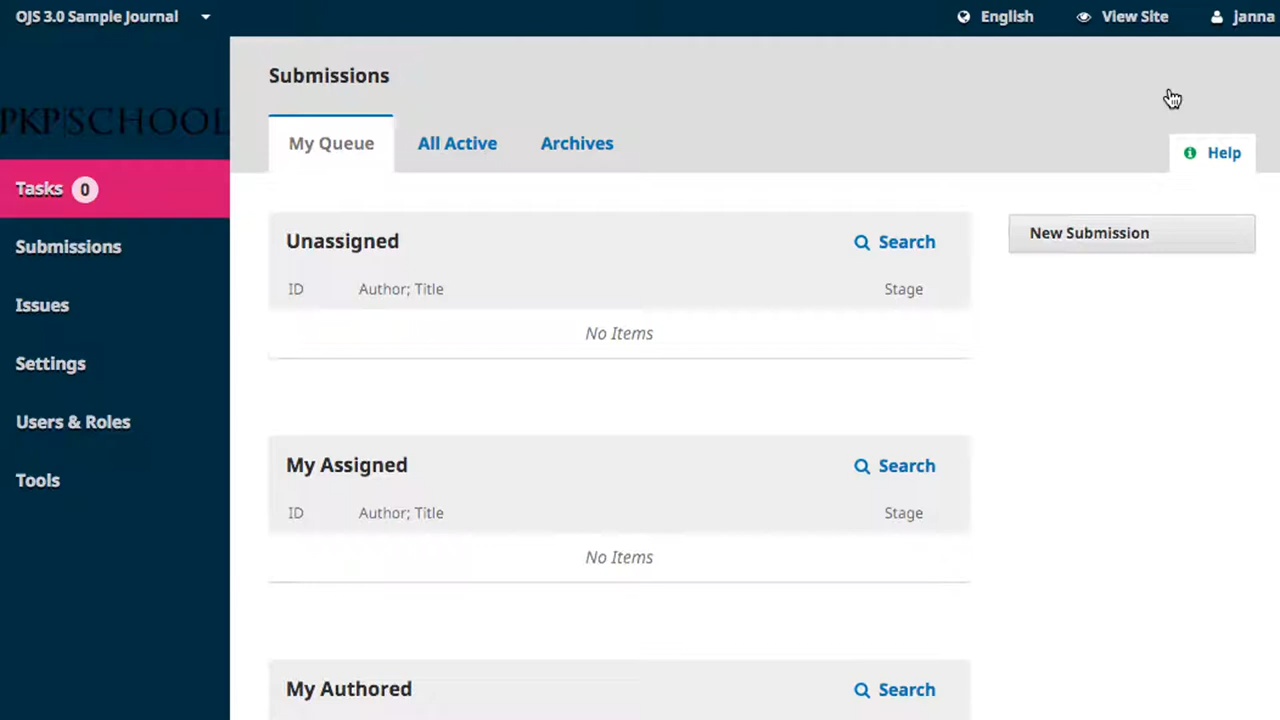 OJS 3.0 Sample Journal
English
View Site
Janna
PKP|SCHOOL
Tasks 0
Submissions
Issues
Settings
Users & Roles
Tools
Submissions
My Queue
All Active
Archives
Help
Unassigned
Search
ID
Author; Title
Stage
No Items
New Submission
My Assigned
Search
ID
Author; Title
Stage
No Items
My Authored
Search